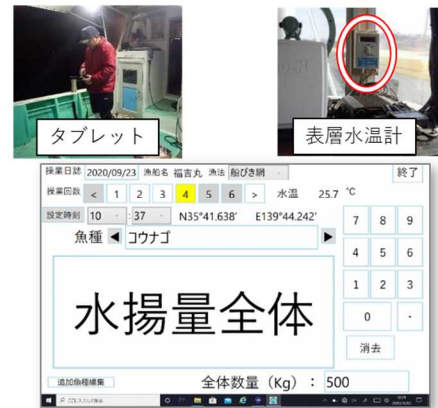 タブレット
表層水温計
操業日誌 2020/09/23 漁船名 福吉丸 漁法 船びき網 終了
操業回数 < 1 2 3 4 5 6 > 水温 25.7 ℃
設定時刻 10 : 37 N35°41.638' E139°44.242'
魚種 ◀ コウナゴ ▶
7 8 9
4 5 6
1 2 3
0 .
消去
水揚量全体
追加魚種編集 全体数量（Kg）： 500